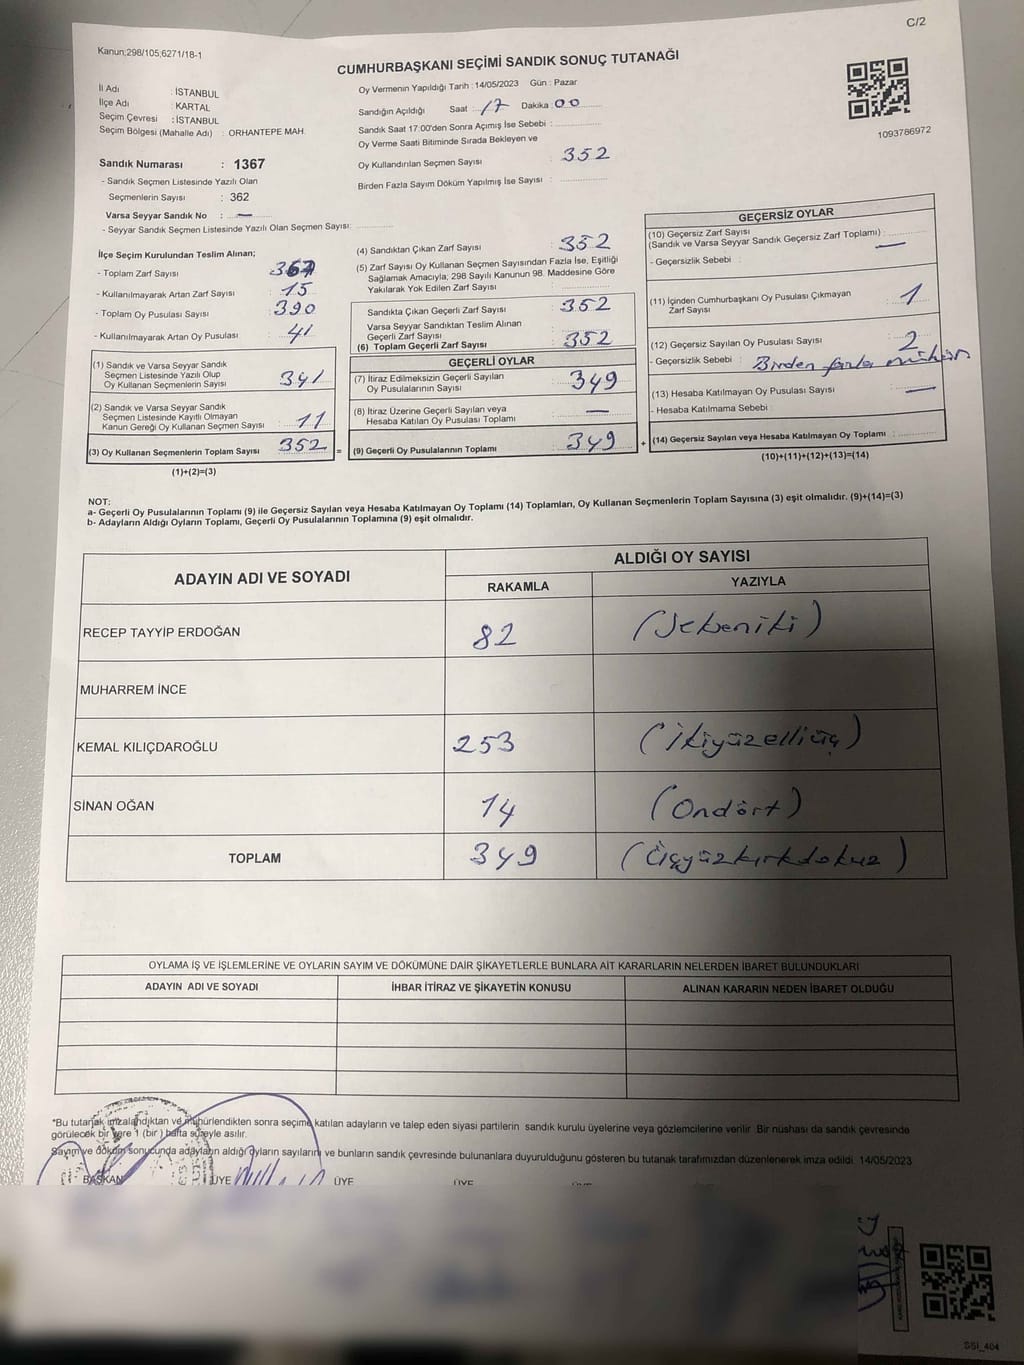 C/2
Kanun;298/105;6271/18-1
CUMHURBAŞKANI SEÇİMİ SANDIK SONUÇ TUTANAĞI
İl Adı : İSTANBUL
İlçe Adı : KARTAL
Seçim Çevresi : İSTANBUL
Seçim Bölgesi (Mahalle Adı) : ORHANTEPE MAH.
Sandık Numarası : 1367
- Sandık Seçmen Listesinde Yazılı Olan
Seçmenlerin Sayısı : 362
Varsa Seyyar Sandık No : —
- Seyyar Sandık Seçmen Listesinde Yazılı Olan Seçmen Sayısı:
Oy Vermenin Yapıldığı Tarih : 14/05/2023 Gün : Pazar
Sandığın Açıldığı Saat : 17 Dakika : 00
Sandık Saat 17:00'den Sonra Açılmış İse Sebebi :
Oy Verme Saati Bitiminde Sırada Bekleyen ve
Oy Kullandırılan Seçmen Sayısı : 352
Birden Fazla Sayım Döküm Yapılmış İse Sayısı :
1093786972
İlçe Seçim Kurulundan Teslim Alınan;
- Toplam Zarf Sayısı : 367
- Kullanılmayarak Artan Zarf Sayısı : 15
- Toplam Oy Pusulası Sayısı : 390
- Kullanılmayarak Artan Oy Pusulası : 41
(1) Sandık ve Varsa Seyyar Sandık
Seçmen Listesinde Yazılı Olup
Oy Kullanan Seçmenlerin Sayısı : 341
(2) Sandık ve Varsa Seyyar Sandık
Seçmen Listesinde Kayıtlı Olmayan
Kanun Gereği Oy Kullanan Seçmen Sayısı : 11
(3) Oy Kullanan Seçmenlerin Toplam Sayısı : 352
(1)+(2)=(3)
(4) Sandıktan Çıkan Zarf Sayısı : 352
(5) Zarf Sayısı Oy Kullanan Seçmen Sayısından Fazla İse, Eşitliği
Sağlamak Amacıyla, 298 Sayılı Kanunun 98. Maddesine Göre
Yakılarak Yok Edilen Zarf Sayısı :
Sandıkta Çıkan Geçerli Zarf Sayısı : 352
Varsa Seyyar Sandıktan Teslim Alınan
Geçerli Zarf Sayısı
(6) Toplam Geçerli Zarf Sayısı : 352
GEÇERLİ OYLAR
(7) İtiraz Edilmeksizin Geçerli Sayılan
Oy Pusulalarının Sayısı : 349
(8) İtiraz Üzerine Geçerli Sayılan veya
Hesaba Katılan Oy Pusulası Toplamı : —
= (9) Geçerli Oy Pusulalarının Toplamı : 349
GEÇERSİZ OYLAR
(10) Geçersiz Zarf Sayısı
(Sandık ve Varsa Seyyar Sandık Geçersiz Zarf Toplamı) : —
- Geçersizlik Sebebi :
(11) İçinden Cumhurbaşkanı Oy Pusulası Çıkmayan
Zarf Sayısı : 1
(12) Geçersiz Sayılan Oy Pusulası Sayısı : 2
- Geçersizlik Sebebi : Birden fazla mühür
(13) Hesaba Katılmayan Oy Pusulası Sayısı : —
- Hesaba Katılmama Sebebi :
+ (14) Geçersiz Sayılan veya Hesaba Katılmayan Oy Toplamı :
(10)+(11)+(12)+(13)=(14)
NOT:
a- Geçerli Oy Pusulalarının Toplamı (9) ile Geçersiz Sayılan veya Hesaba Katılmayan Oy Toplamı (14) Toplamları, Oy Kullanan Seçmenlerin Toplam Sayısına (3) eşit olmalıdır. (9)+(14)=(3)
b- Adayların Aldığı Oyların Toplamı, Geçerli Oy Pusulalarının Toplamına (9) eşit olmalıdır.
ADAYIN ADI VE SOYADI
ALDIĞI OY SAYISI
RAKAMLA
YAZIYLA
RECEP TAYYİP ERDOĞAN 82 (Sekseniki)
MUHARREM İNCE
KEMAL KILIÇDAROĞLU 253 (İkiyüzelliüç)
SİNAN OĞAN 14 (Ondört)
TOPLAM 349 (Üçyüzkırkdokuz)
OYLAMA İŞ VE İŞLEMLERİNE VE OYLARIN SAYIM VE DÖKÜMÜNE DAİR ŞİKAYETLERLE BUNLARA AİT KARARLARIN NELERDEN İBARET BULUNDUKLARI
ADAYIN ADI VE SOYADI
İHBAR İTİRAZ VE ŞİKAYETİN KONUSU
ALINAN KARARIN NEDEN İBARET OLDUĞU
*Bu tutanak imzalandıktan ve mühürlendikten sonra seçime katılan adayların ve talep eden siyasi partilerin sandık kurulu üyelerine veya gözlemcilerine verilir. Bir nüshası da sandık çevresinde
görülecek bir yere 1 (bir) hafta süreyle asılır.
Sayım ve döküm sonucunda adayların aldığı oyların sayılarını ve bunların sandık çevresinde bulunanlara duyurulduğunu gösteren bu tutanak tarafımızdan düzenlenerek imza edildi. 14/05/2023
BAŞKAN ÜYE ÜYE ÜYE
SSI_404